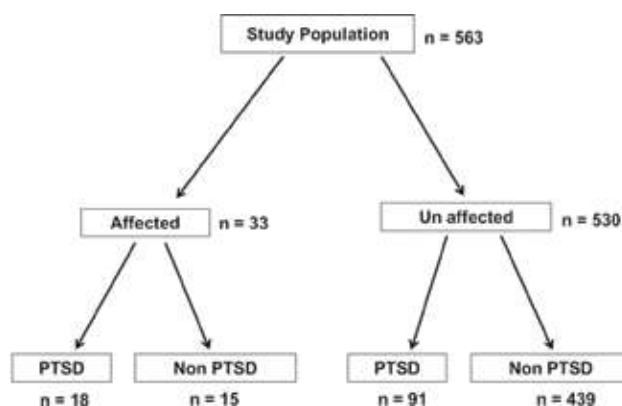 Study Population
n = 563
Affected
n = 33
Un affected
n = 530
PTSD
Non PTSD
PTSD
Non PTSD
n = 18
n = 15
n = 91
n = 439